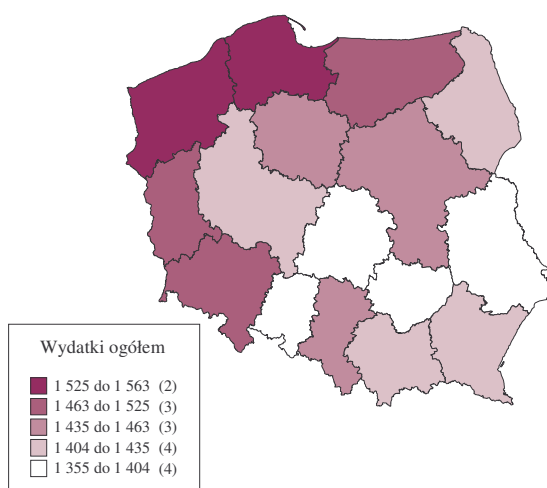 Wydatki ogółem
1 525 do 1 563 (2)
1 463 do 1 525 (3)
1 435 do 1 463 (3)
1 404 do 1 435 (4)
1 355 do 1 404 (4)